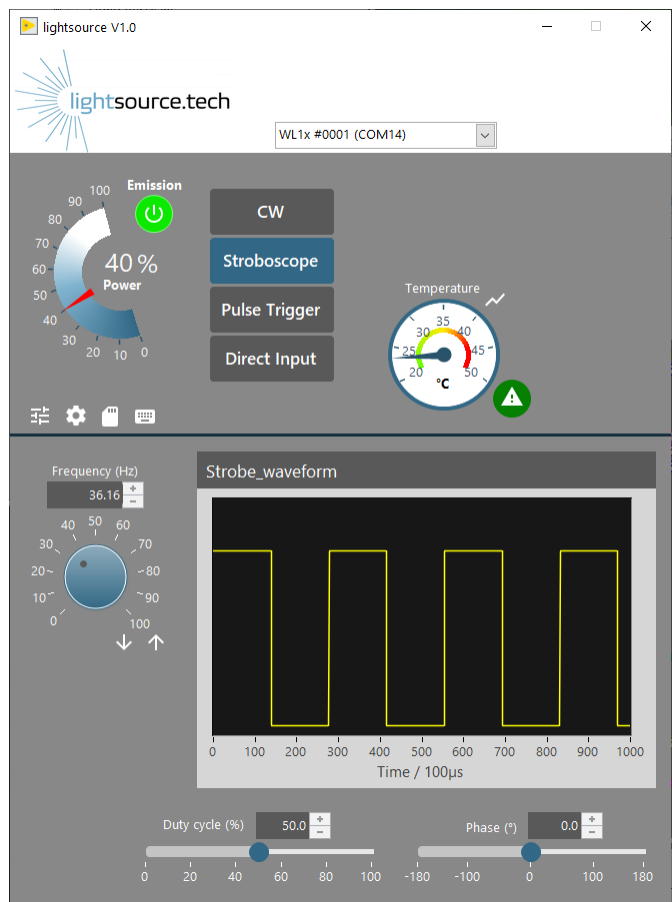 lightsource V1.0
lightsource.tech
WL1x #0001 (COM14)
Emission
100
90
80
70
60
50
40
30
20
10
0
40 %
Power
CW
Stroboscope
Pulse Trigger
Direct Input
Temperature
20
25
30
35
40
45
50
°C
Frequency (Hz)
36.16
0
10
20
30
40
50
60
70
80
90
100
Strobe_waveform
0 100 200 300 400 500 600 700 800 900 1000
Time / 100µs
Duty cycle (%) 50.0
0 20 40 60 80 100
Phase (°) 0.0
-180 -100 0 100 180